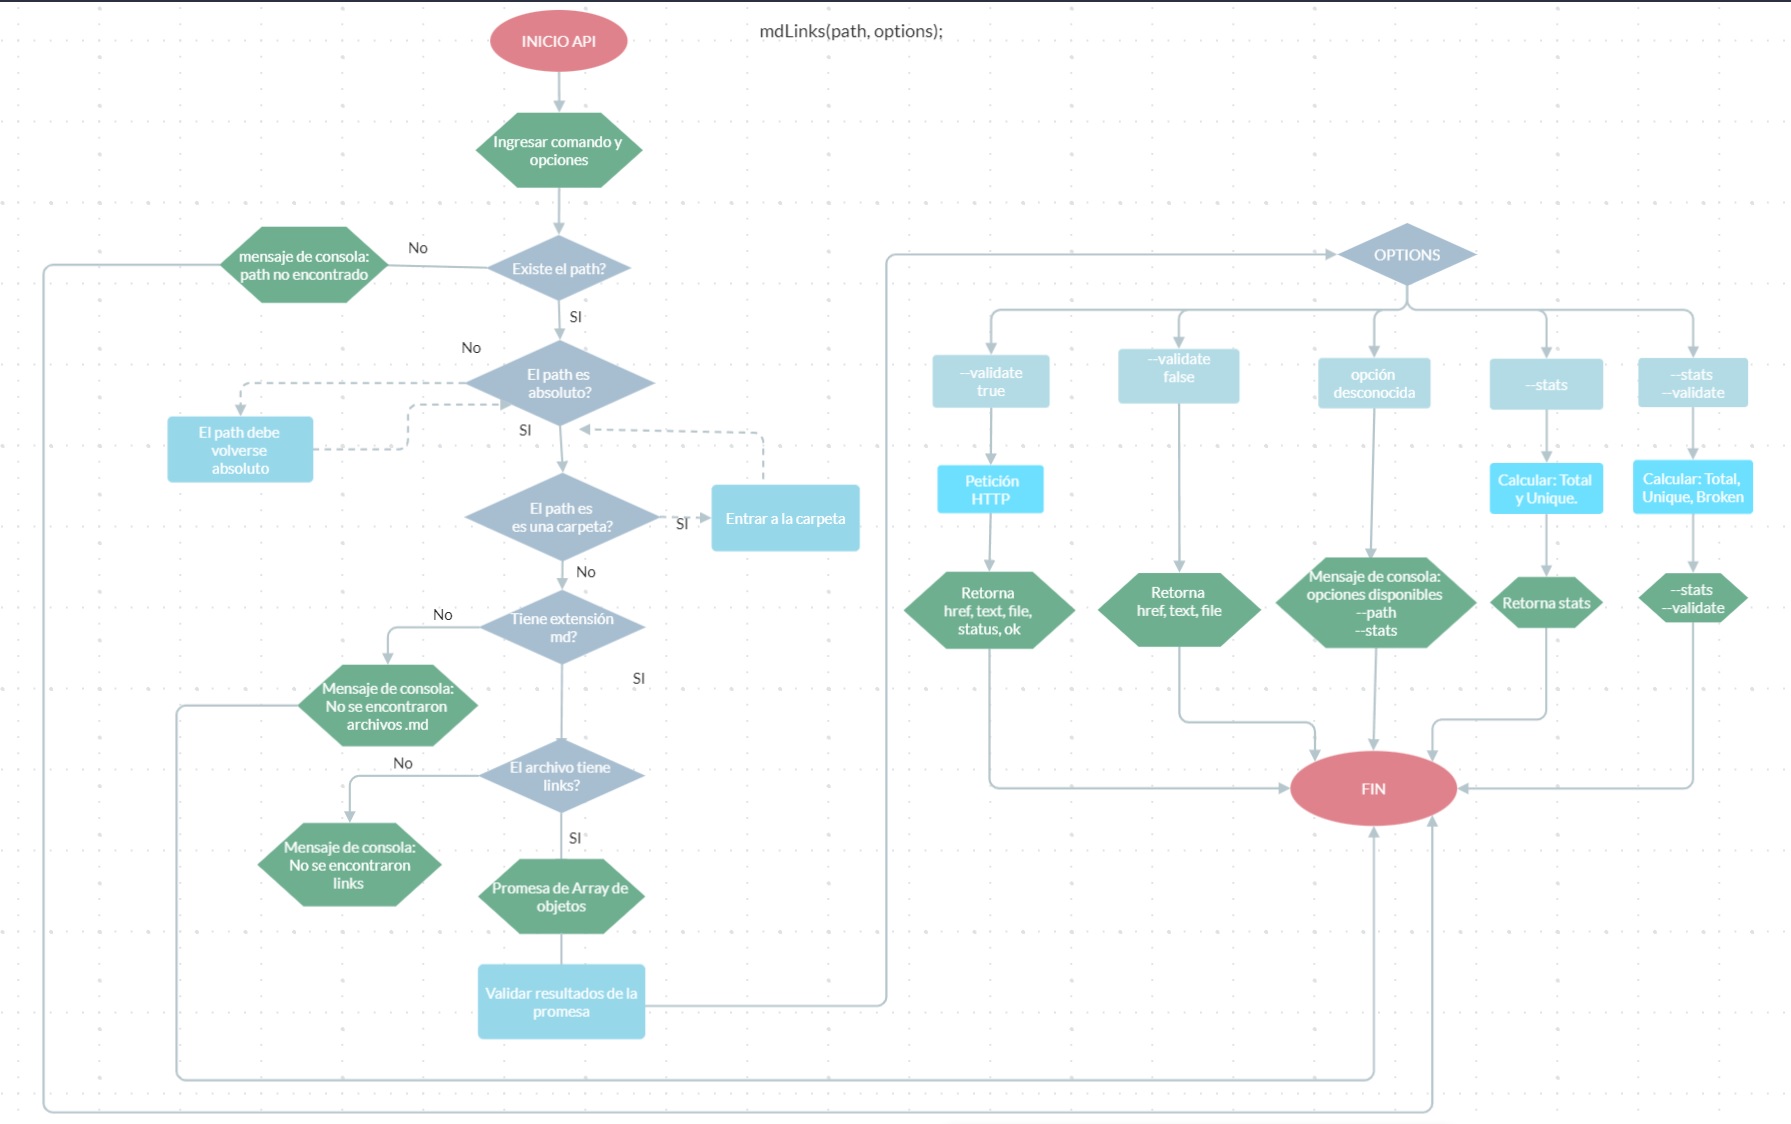 INICIO API
mdLinks(path, options);
Ingresar comando y
opciones
No
mensaje de consola:
path no encontrado
Existe el path?
SI
No
El path es
absoluto?
El path debe
volverse
absoluto
SI
El path es
es una carpeta?
SI
Entrar a la carpeta
No
Tiene extensión
md?
No
SI
Mensaje de consola:
No se encontraron
archivos .md
El archivo tiene
links?
No
Mensaje de consola:
No se encontraron
links
SI
Promesa de Array de
objetos
Validar resultados de la
promesa
OPTIONS
--validate
true
--validate
false
opción
desconocida
--stats
--stats
--validate
Petición
HTTP
Calcular: Total
y Unique.
Calcular: Total,
Unique, Broken
Retorna
href, text, file,
status, ok
Retorna
href, text, file
Mensaje de consola:
opciones disponibles
--path
--stats
Retorna stats
--stats
--validate
FIN